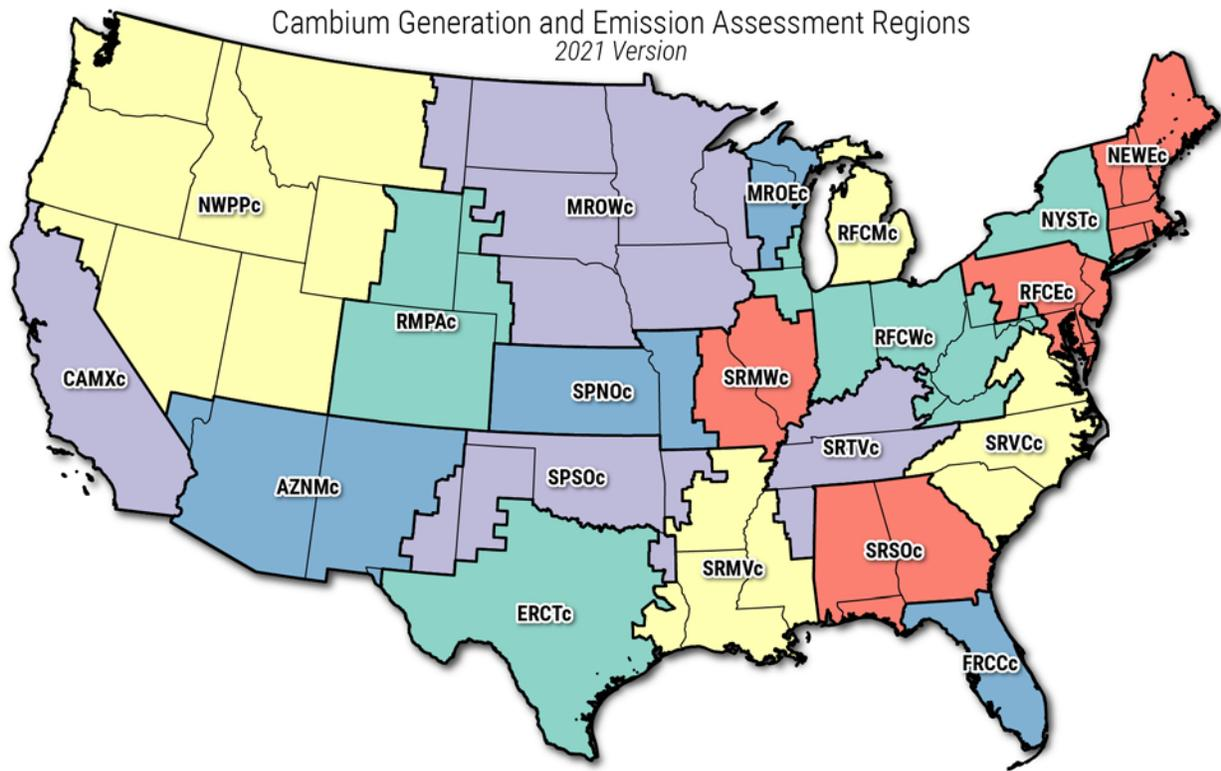 Cambium Generation and Emission Assessment Regions
2021 Version
NEWEc
MROEc
NWPPc
MROWc
NYSTc
RFCMc
RFCEc
RMPAc
RFCWc
CAMXc
SRMWc
SPNOc
SRVCc
SRTVc
SPSOc
AZNMc
SRSOc
SRMVc
ERCTc
FRCCc